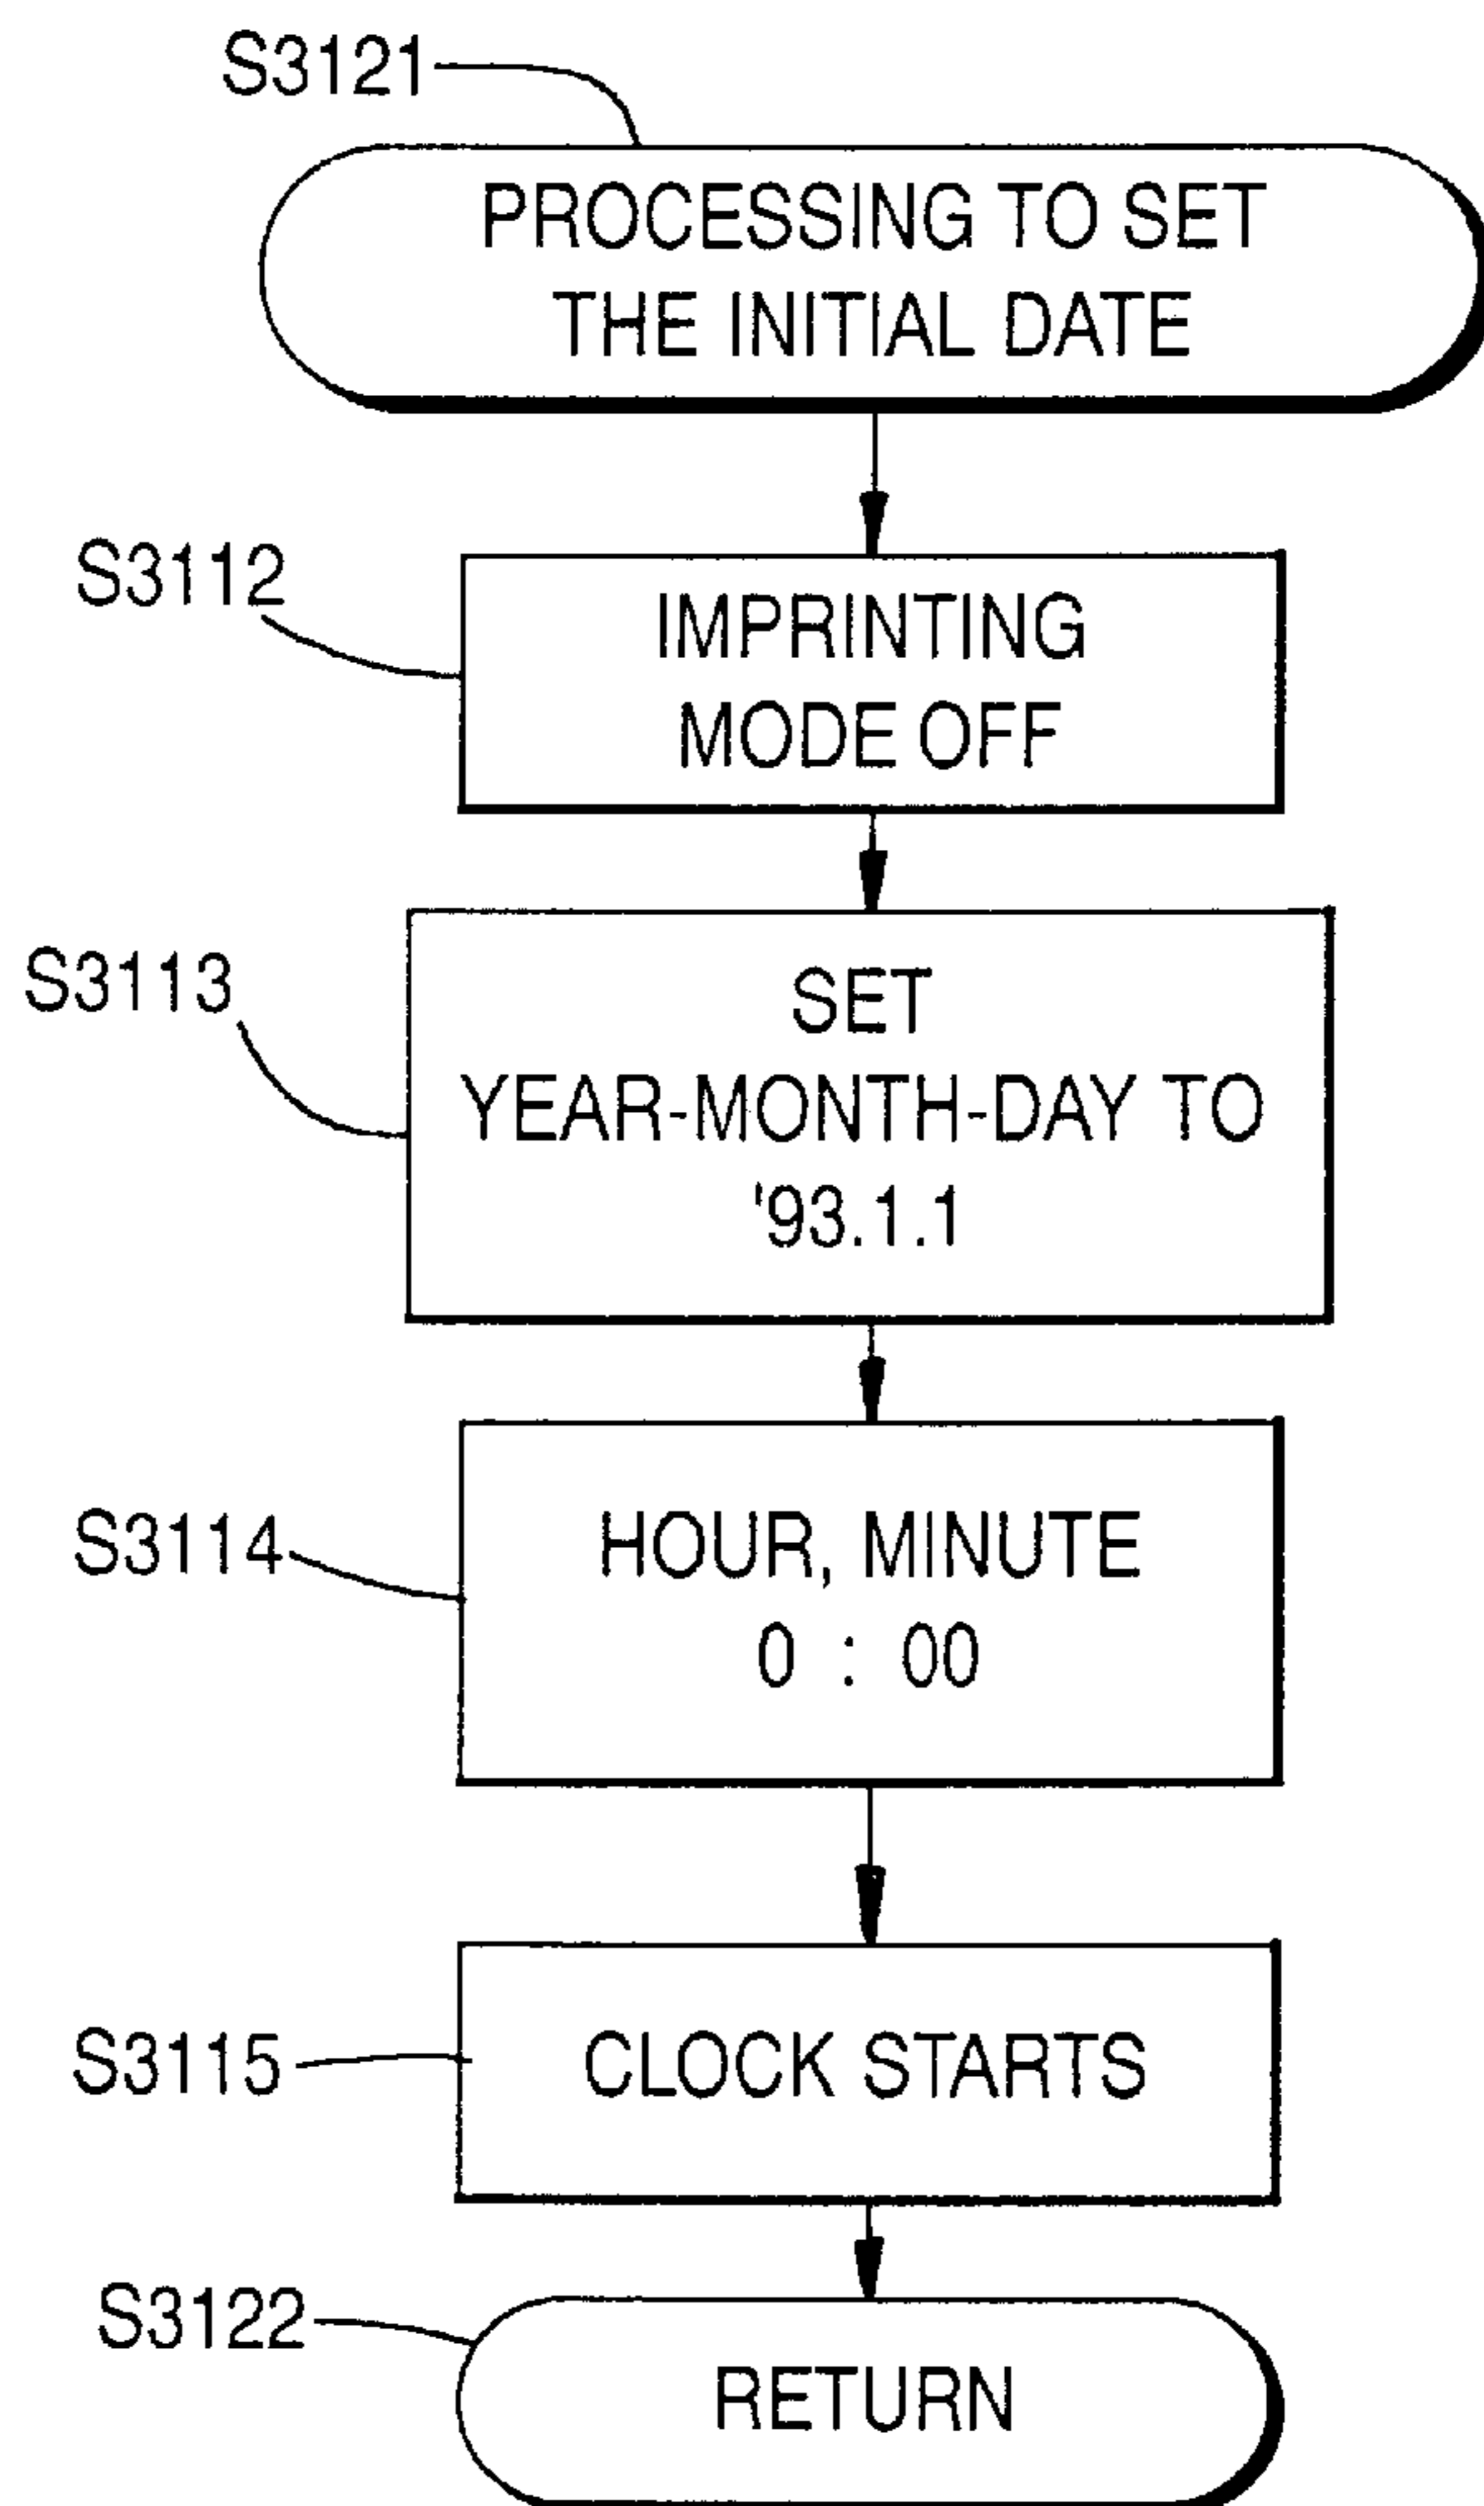 S3121
PROCESSING TO SET
THE INITIAL DATE
S3112
IMPRINTING
MODE OFF
S3113
SET
YEAR-MONTH-DAY TO
'93.1.1
S3114
HOUR, MINUTE
0 : 00
S3115
CLOCK STARTS
S3122
RETURN